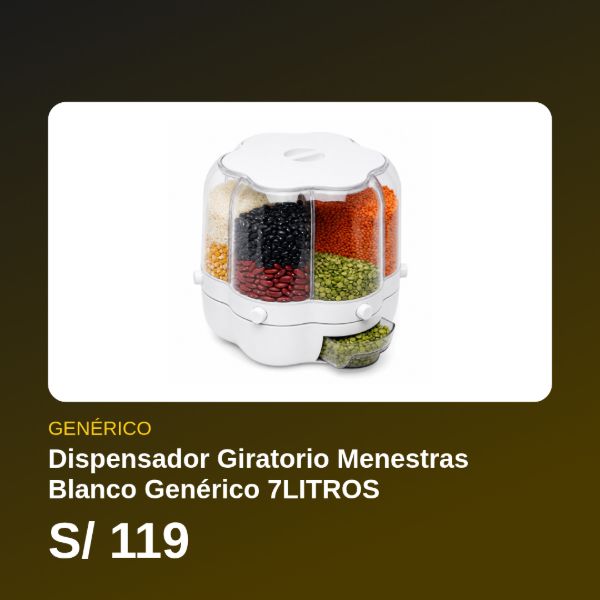 GENÉRICO
Dispensador Giratorio Menestras
Blanco Genérico 7LITROS
S/ 119